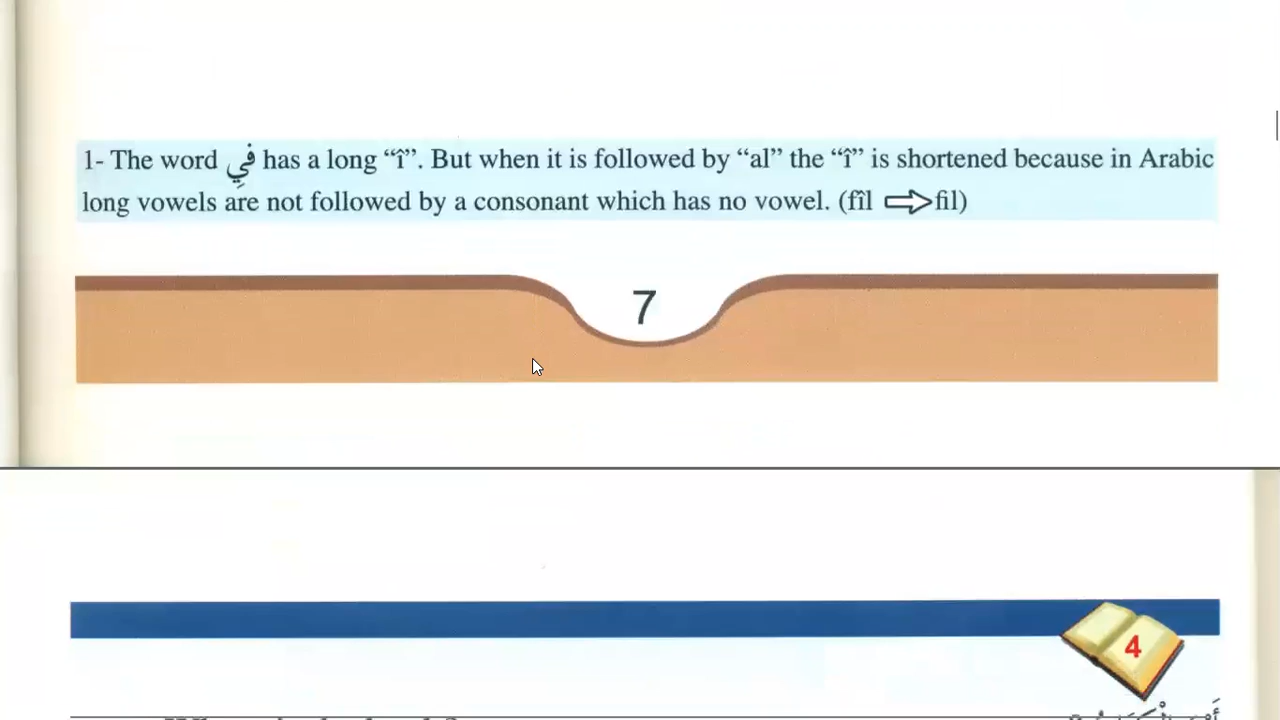 1- The word فِي has a long “î”. But when it is followed by “al” the “î” is shortened because in Arabic
long vowels are not followed by a consonant which has no vowel. (fîl ⇨ fil)
7
4